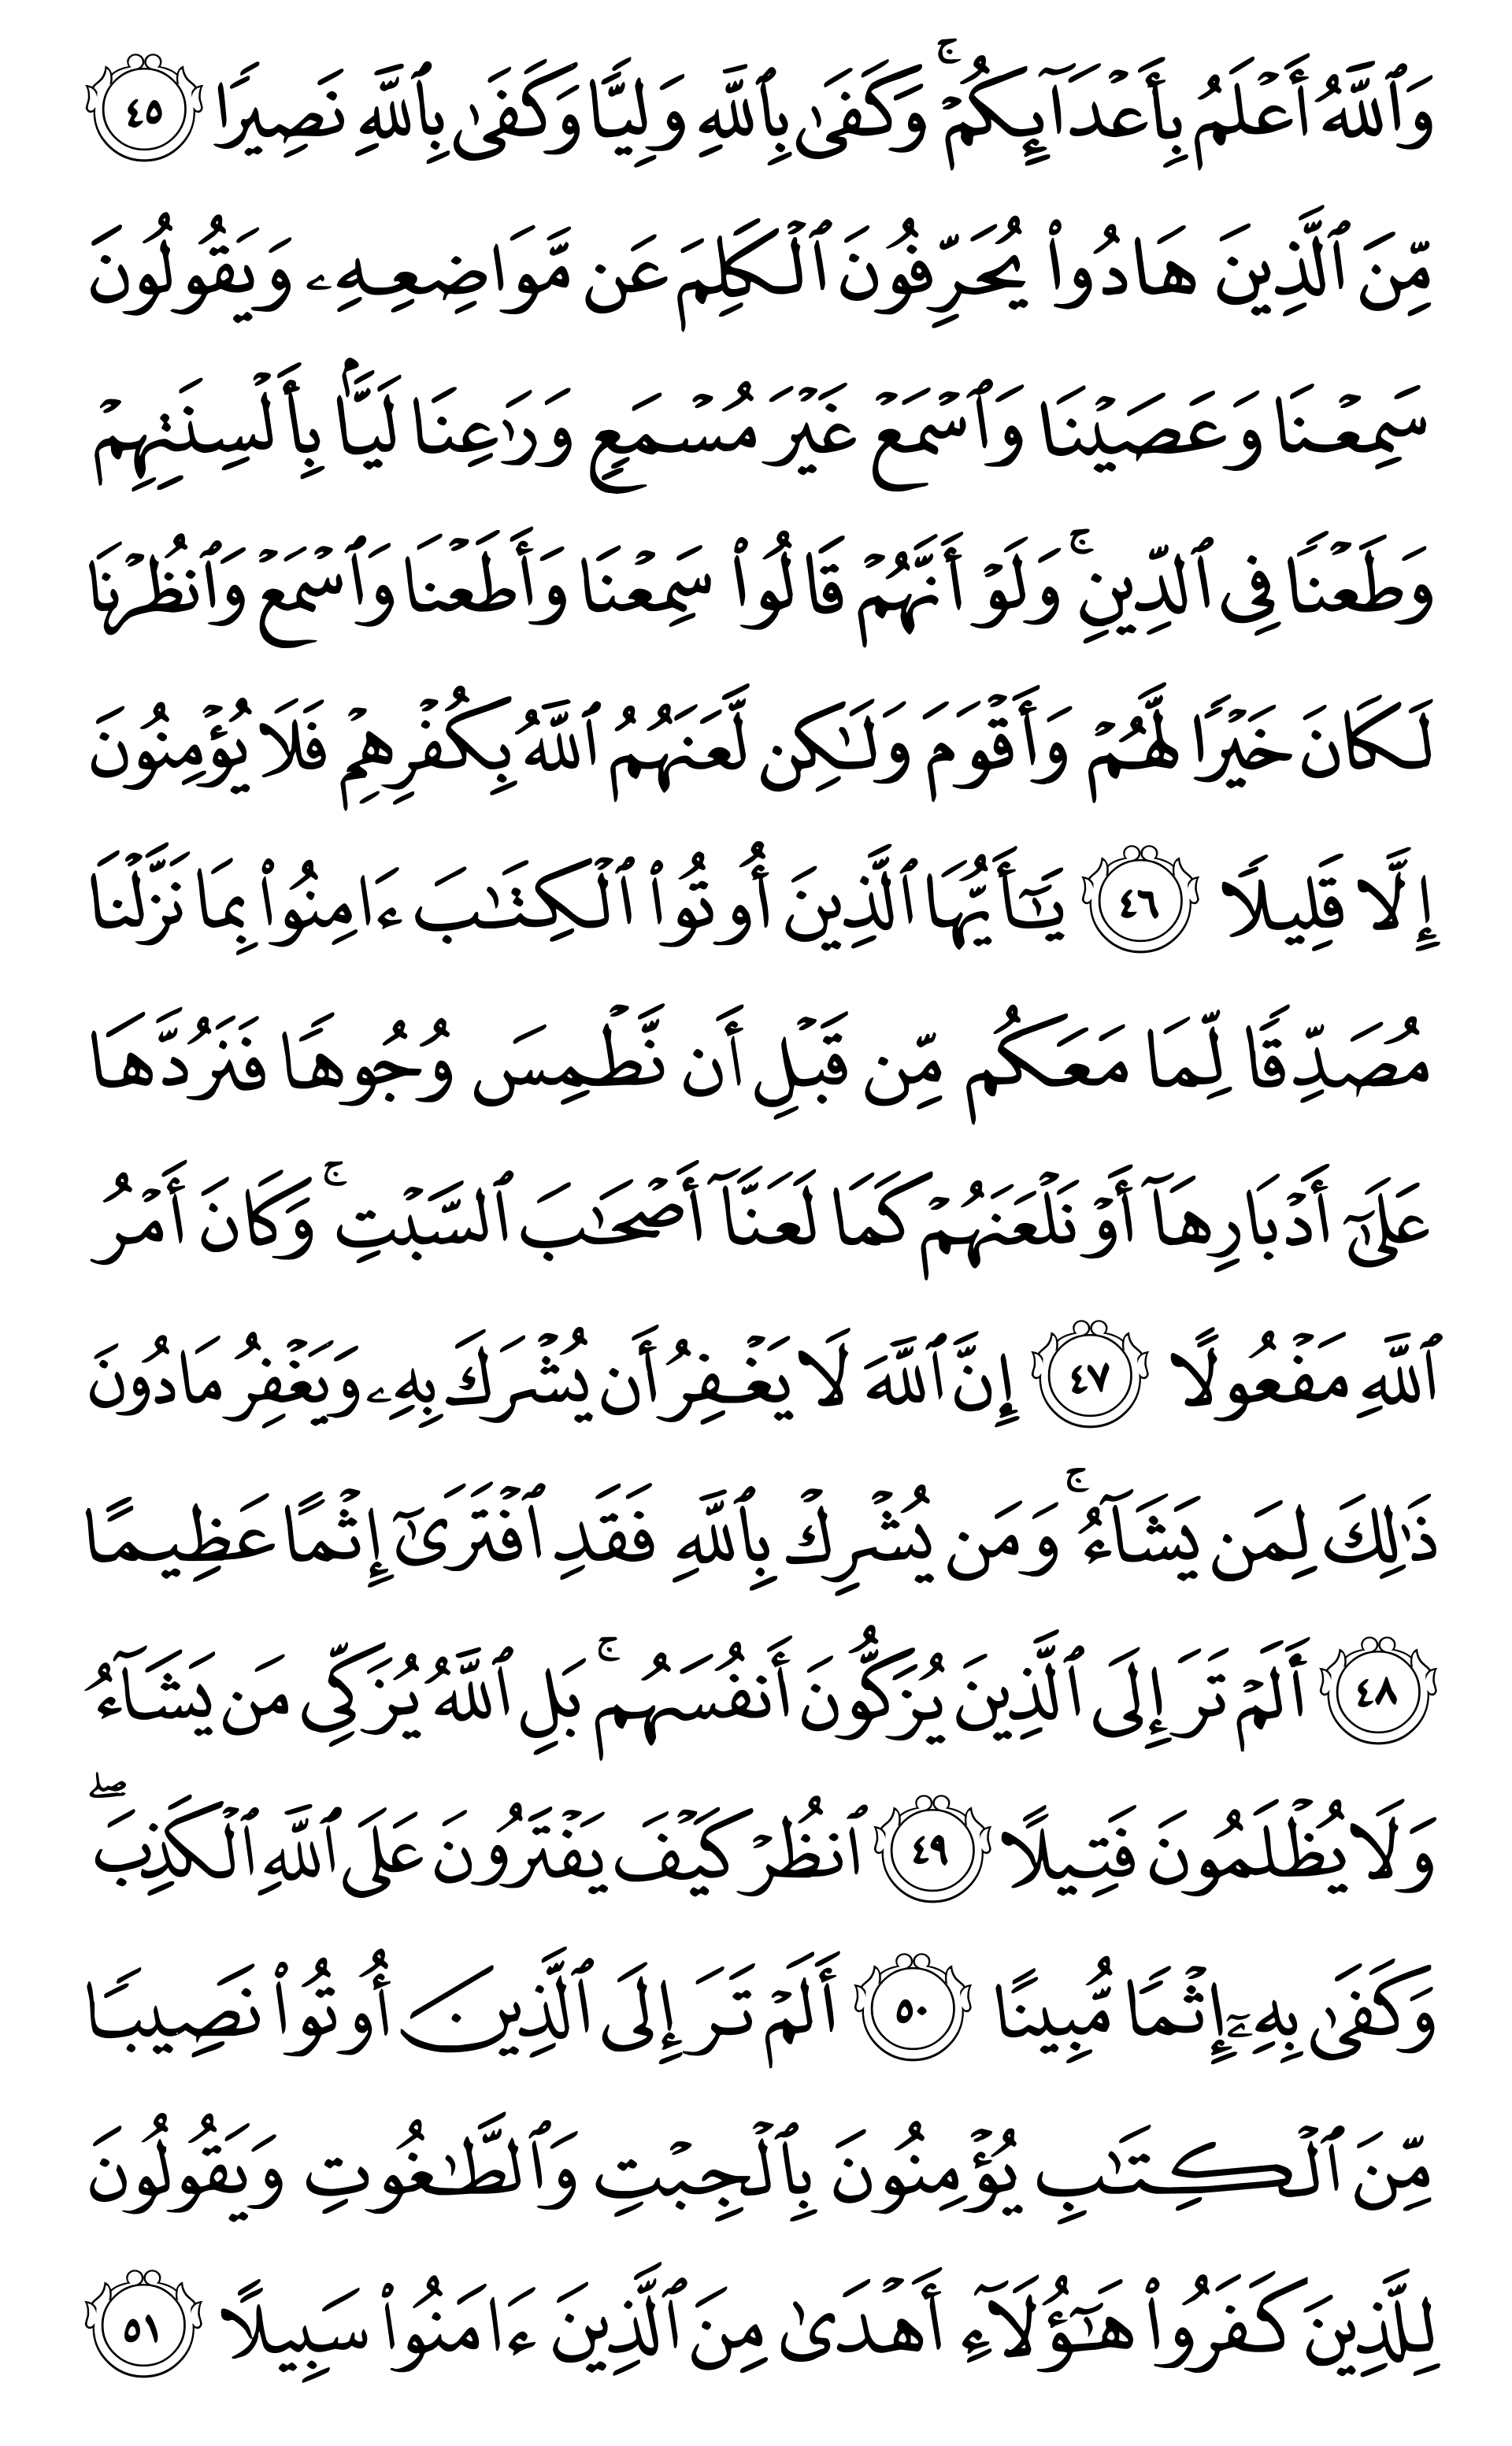 وَٱللَّهُ أَعۡلَمُ بِأَعۡدَآئِكُمۡۚ وَكَفَىٰ بِٱللَّهِ وَلِيّٗا وَكَفَىٰ بِٱللَّهِ نَصِيرٗا ٤٥
مِّنَ ٱلَّذِينَ هَادُواْ يُحَرِّفُونَ ٱلۡكَلِمَ عَن مَّوَاضِعِهِۦ وَيَقُولُونَ
سَمِعۡنَا وَعَصَيۡنَا وَٱسۡمَعۡ غَيۡرَ مُسۡمَعٖ وَرَٰعِنَا لَيَّۢا بِأَلۡسِنَتِهِمۡ
وَطَعۡنٗا فِي ٱلدِّينِۚ وَلَوۡ أَنَّهُمۡ قَالُواْ سَمِعۡنَا وَأَطَعۡنَا وَٱسۡمَعۡ وَٱنظُرۡنَا
لَكَانَ خَيۡرٗا لَّهُمۡ وَأَقۡوَمَ وَلَٰكِن لَّعَنَهُمُ ٱللَّهُ بِكُفۡرِهِمۡ فَلَا يُؤۡمِنُونَ
إِلَّا قَلِيلٗا ٤٦ يَٰٓأَيُّهَا ٱلَّذِينَ أُوتُواْ ٱلۡكِتَٰبَ ءَامِنُواْ بِمَا نَزَّلۡنَا
مُصَدِّقٗا لِّمَا مَعَكُم مِّن قَبۡلِ أَن نَّطۡمِسَ وُجُوهٗا فَنَرُدَّهَا
عَلَىٰٓ أَدۡبَارِهَآ أَوۡ نَلۡعَنَهُمۡ كَمَا لَعَنَّآ أَصۡحَٰبَ ٱلسَّبۡتِۚ وَكَانَ أَمۡرُ
ٱللَّهِ مَفۡعُولًا ٤٧ إِنَّ ٱللَّهَ لَا يَغۡفِرُ أَن يُشۡرَكَ بِهِۦ وَيَغۡفِرُ مَا دُونَ
ذَٰلِكَ لِمَن يَشَآءُۚ وَمَن يُشۡرِكۡ بِٱللَّهِ فَقَدِ ٱفۡتَرَىٰٓ إِثۡمًا عَظِيمًا
٤٨ أَلَمۡ تَرَ إِلَى ٱلَّذِينَ يُزَكُّونَ أَنفُسَهُمۚ بَلِ ٱللَّهُ يُزَكِّي مَن يَشَآءُ
وَلَا يُظۡلَمُونَ فَتِيلًا ٤٩ ٱنظُرۡ كَيۡفَ يَفۡتَرُونَ عَلَى ٱللَّهِ ٱلۡكَذِبَۖ
وَكَفَىٰ بِهِۦٓ إِثۡمٗا مُّبِينًا ٥٠ أَلَمۡ تَرَ إِلَى ٱلَّذِينَ أُوتُواْ نَصِيبٗا
مِّنَ ٱلۡكِتَٰبِ يُؤۡمِنُونَ بِٱلۡجِبۡتِ وَٱلطَّٰغُوتِ وَيَقُولُونَ
لِلَّذِينَ كَفَرُواْ هَٰٓؤُلَآءِ أَهۡدَىٰ مِنَ ٱلَّذِينَ ءَامَنُواْ سَبِيلًا ٥١